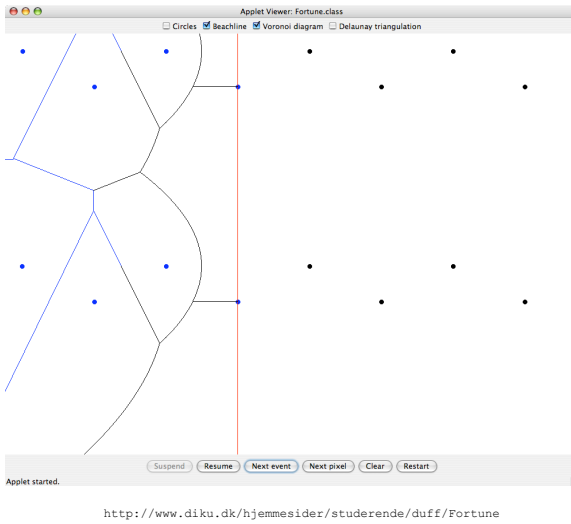 Applet Viewer: Fortune.class
Circles Beachline Voronoi diagram Delaunay triangulation
Suspend Resume Next event Next pixel Clear Restart
Applet started.
http://www.diku.dk/hjemmesider/studerende/duff/Fortune